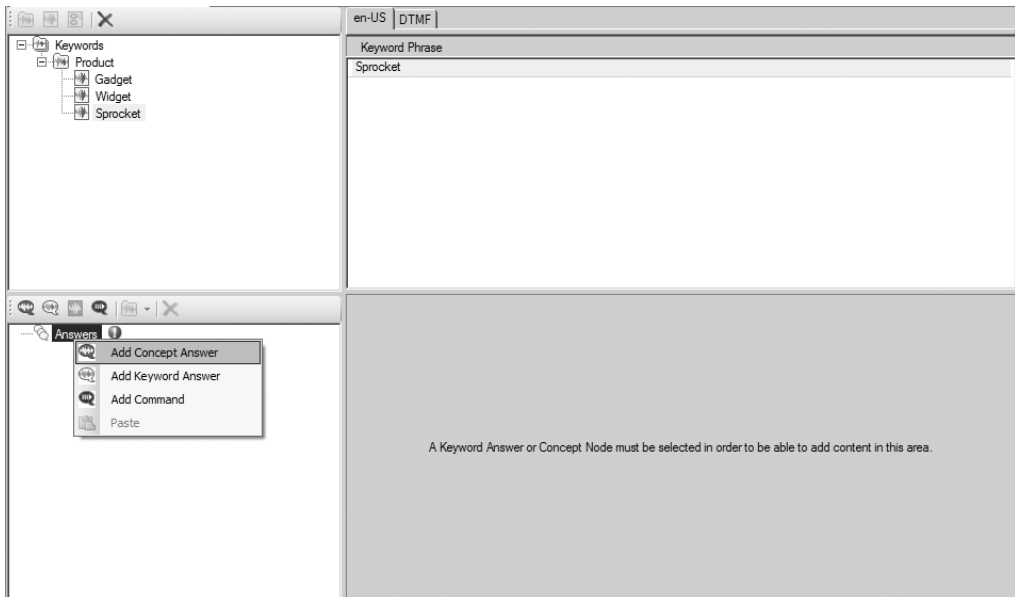 en-US DTMF
Keywords
Product
Gadget
Widget
Sprocket
Keyword Phrase
Sprocket
Answers
Add Concept Answer
Add Keyword Answer
Add Command
Paste
A Keyword Answer or Concept Node must be selected in order to be able to add content in this area.